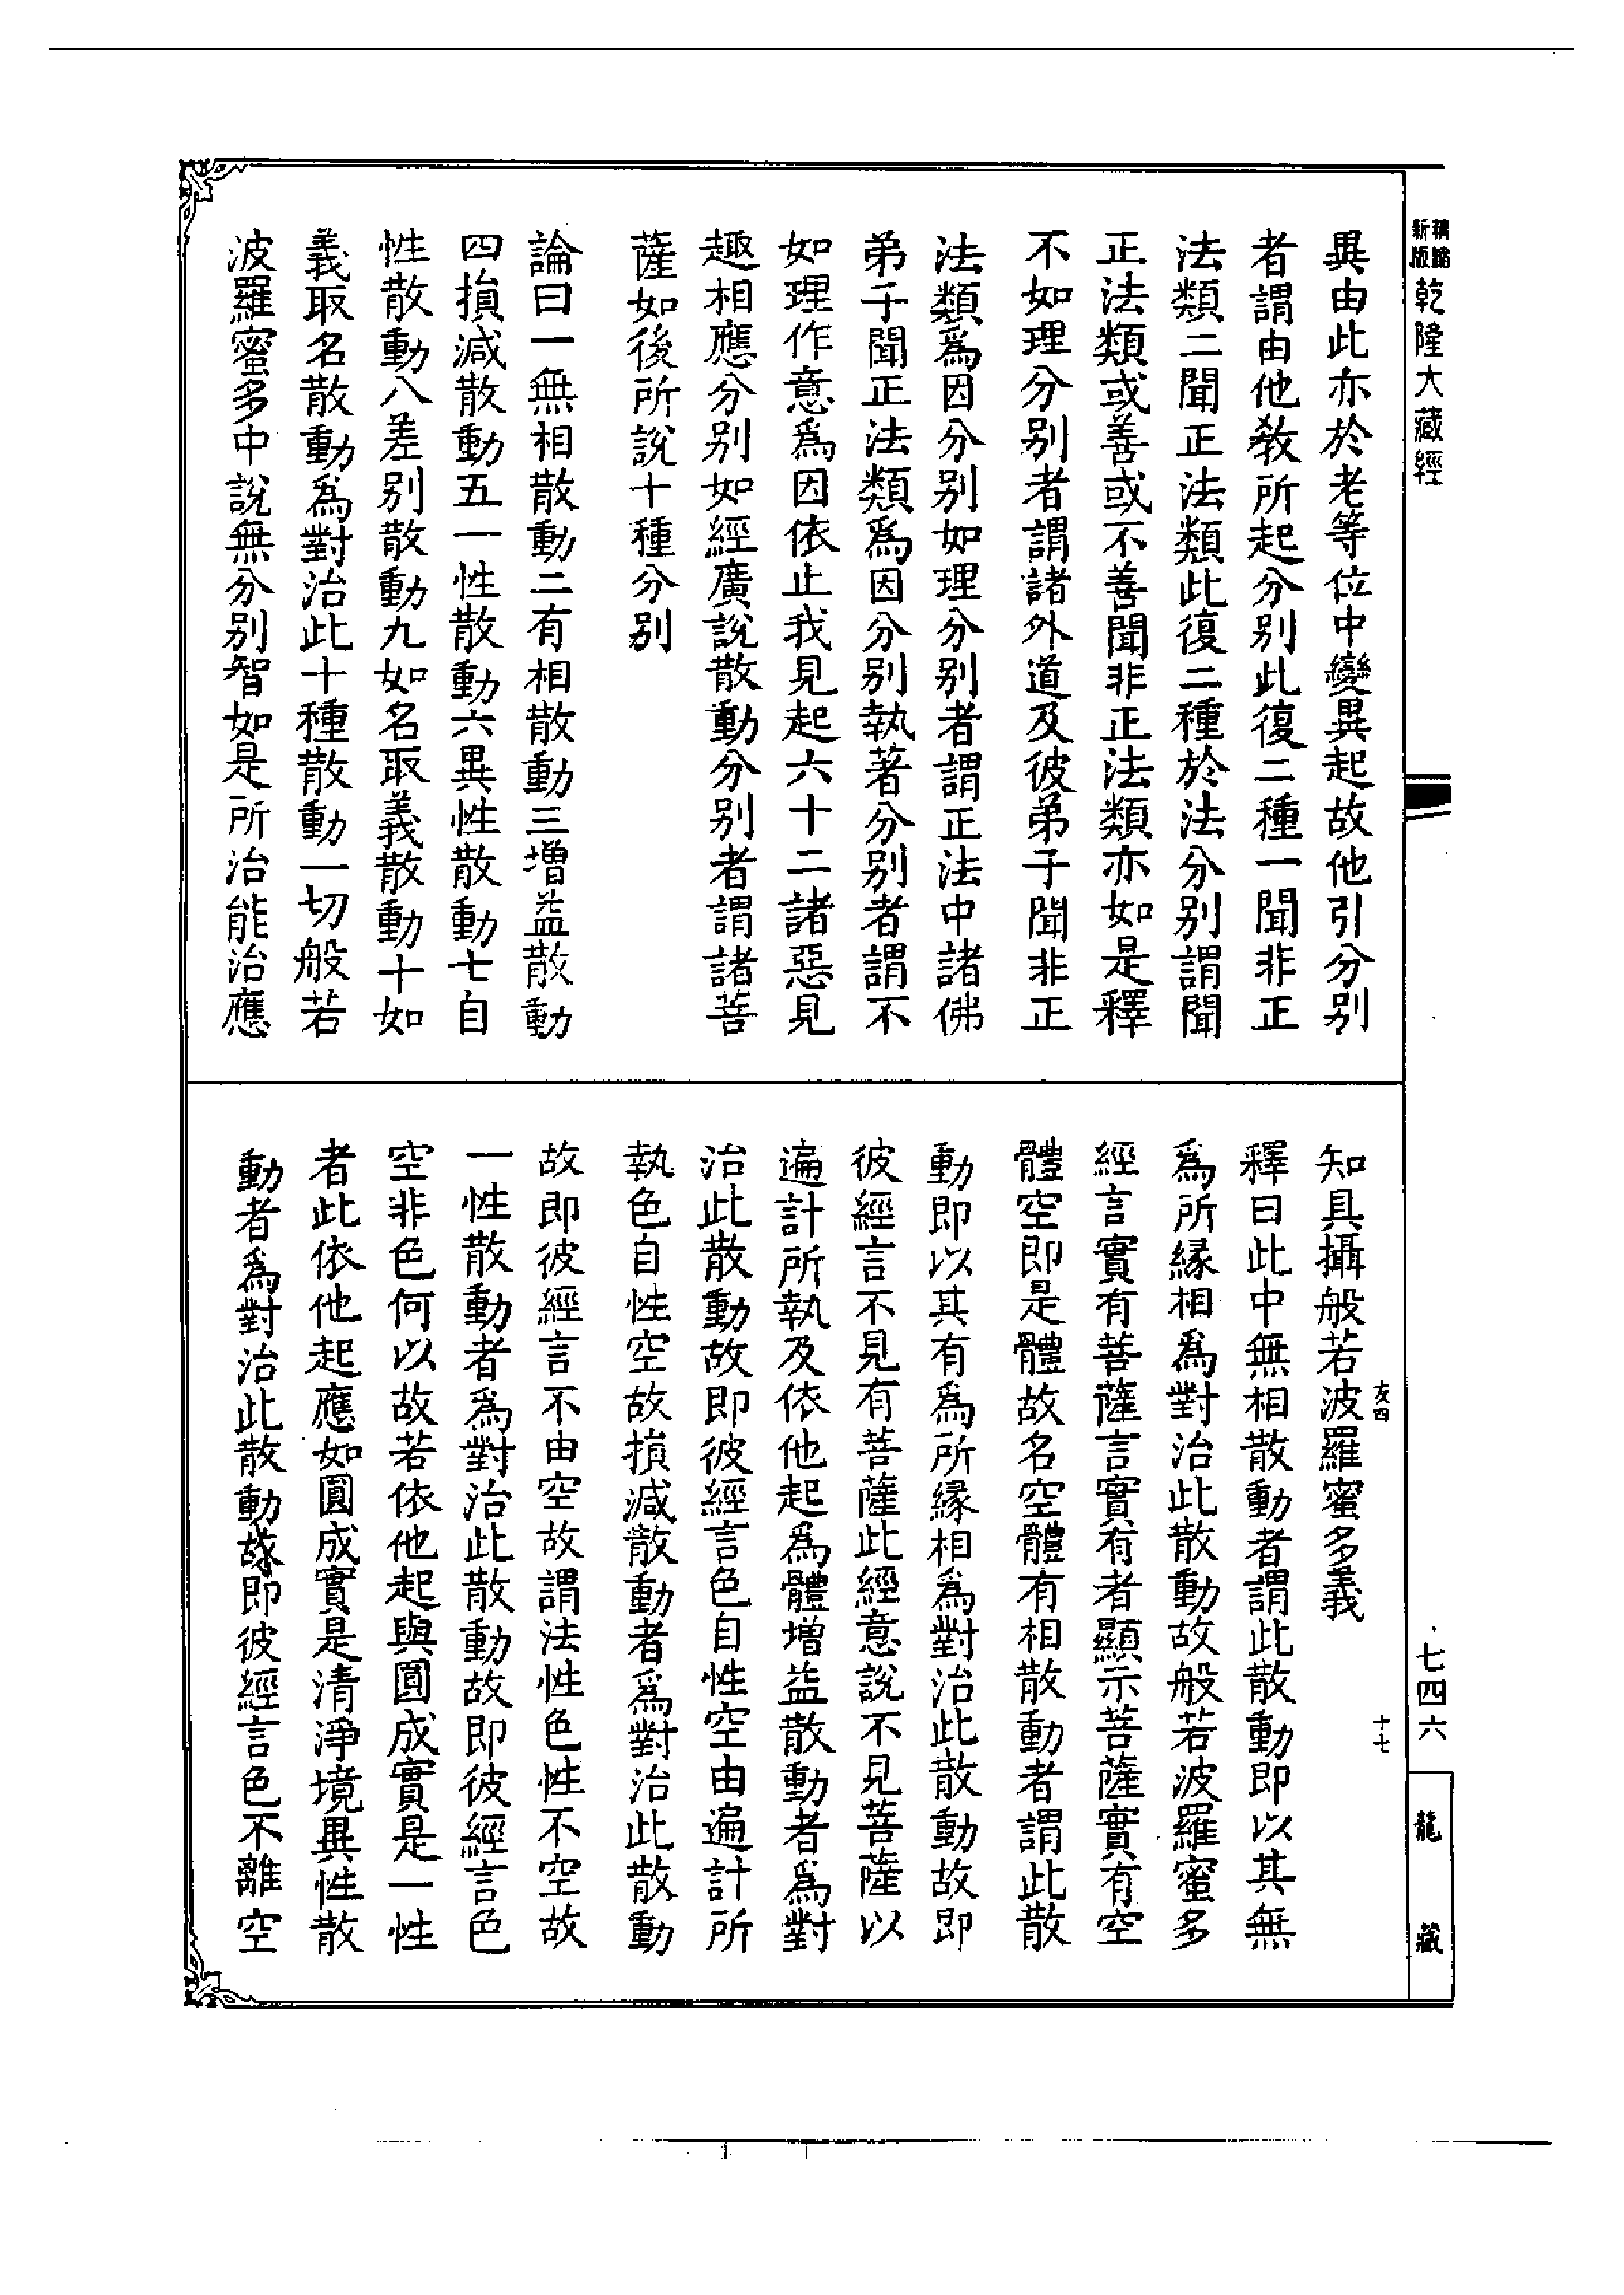 新版精縮乾隆大藏經
異由此亦於老等位中變異起故他引分別
者謂由他教所起分別此復二種一聞非正
法類二聞正法類此復二種於法分別謂聞
正法類或善或不善聞非正法類亦如是釋
不如理分別者謂諸外道及彼弟子聞非正
法類為因分別如理分別者謂正法中諸佛
弟子聞正法類為因分別執著分別者謂不
如理作意為因依止我見起六十二諸惡見
趣相應分別如經廣說散動分別者謂諸菩
薩如後所說十種分別
論曰一無相散動二有相散動三增益散動
四損減散動五一性散動六異性散動七自
性散動八差別散動九如名取義散動十如
義取名散動為對治此十種散動一切般若
波羅蜜多中說無分別智如是所治能治應
知具攝般若波羅蜜多義
釋曰此中無相散動者謂此散動即以其無
為所緣相為對治此散動故般若波羅蜜多
經言實有菩薩言實有者顯示菩薩實有空
體空即是體故名空體有相散動者謂此散
動即以其有為所緣相為對治此散動故即
彼經言不見有菩薩此經意說不見菩薩以
遍計所執及依他起為體增益散動者為對
治此散動故即彼經言色自性空由遍計所
執色自性空故損減散動者為對治此散動
故即彼經言不由空故謂法性色性不空故
一性散動者為對治此散動故即彼經言色
空非色何以故若依他起與圓成實是一性
者此依他起應如圓成實是清淨境異性散
動者為對治此散動故即彼經言色不離空
亥四
十七
七四六
龍藏